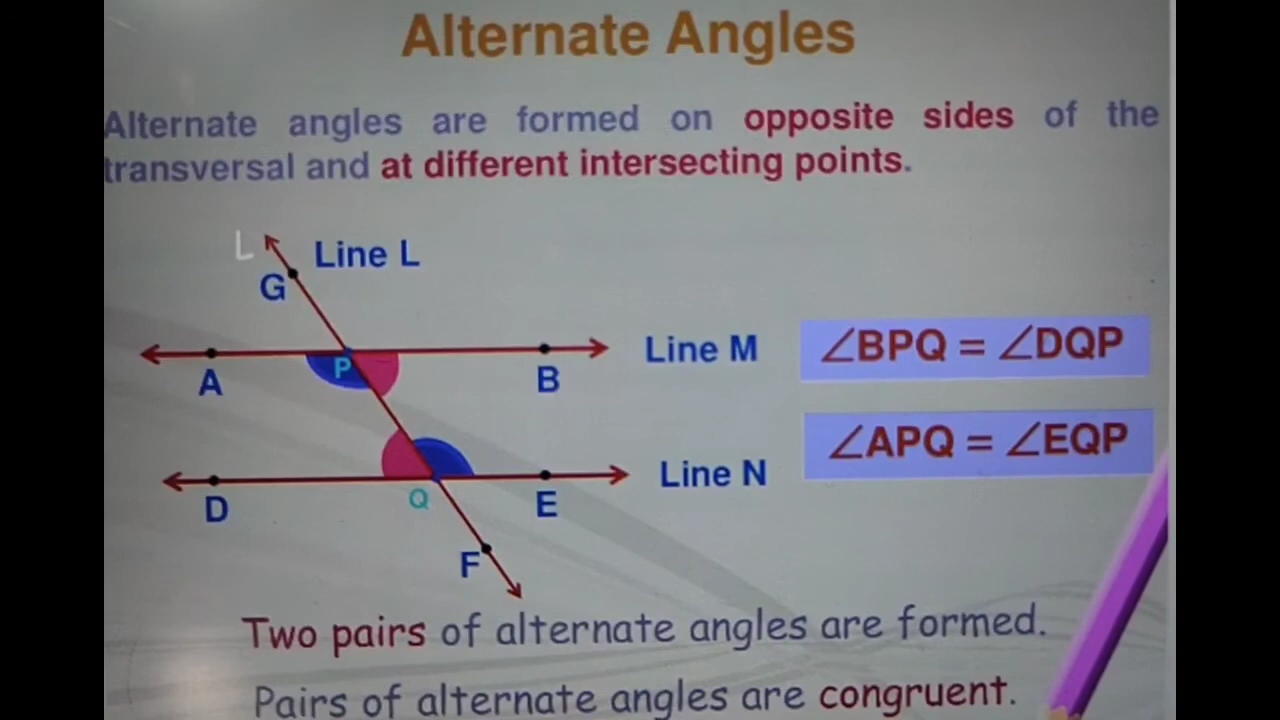 Alternate Angles
Alternate angles are formed on opposite sides of the
transversal and at different intersecting points.
L
Line L
G
P
Line M
∠BPQ = ∠DQP
A
B
∠APQ = ∠EQP
Line N
Q
D
E
F
Two pairs of alternate angles are formed.
Pairs of alternate angles are congruent.